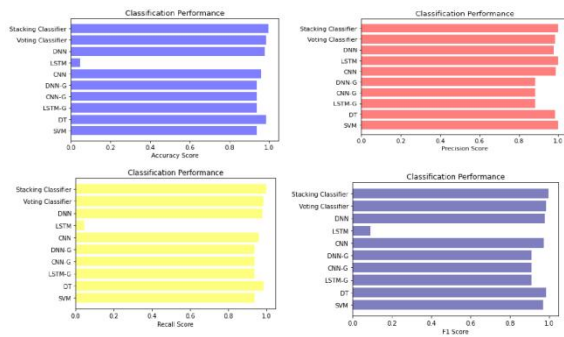 Classification Performance
Stacking Classifier
Voting Classifier
DNN
LSTM
CNN
DNN-G
CNN-G
LSTM-G
DT
SVM
0.0 0.2 0.4 0.6 0.8 1.0
Accuracy Score
Classification Performance
Stacking Classifier
Voting Classifier
DNN
LSTM
CNN
DNN-G
CNN-G
LSTM-G
DT
SVM
0.0 0.2 0.4 0.6 0.8 1.0
Precision Score
Classification Performance
Stacking Classifier
Voting Classifier
DNN
LSTM
CNN
DNN-G
CNN-G
LSTM-G
DT
SVM
0.0 0.2 0.4 0.6 0.8 1.0
Recall Score
Classification Performance
Stacking Classifier
Voting Classifier
DNN
LSTM
CNN
DNN-G
CNN-G
LSTM-G
DT
SVM
0.0 0.2 0.4 0.6 0.8 1.0
F1 Score